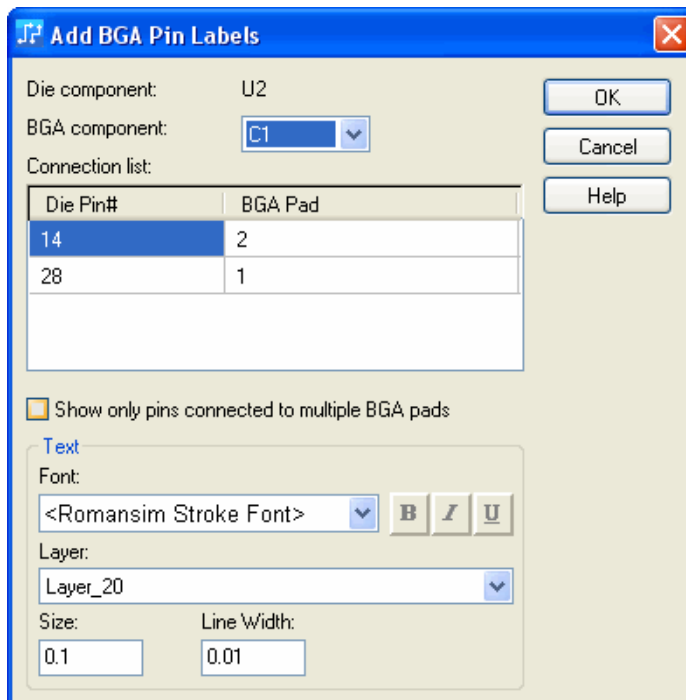 Add BGA Pin Labels
Die component: U2
OK
BGA component: C1
Cancel
Connection list:
Help
Die Pin# BGA Pad
14 2
28 1
Show only pins connected to multiple BGA pads
Text
Font:
<Romansim Stroke Font> B I U
Layer:
Layer_20
Size: Line Width:
0.1 0.01